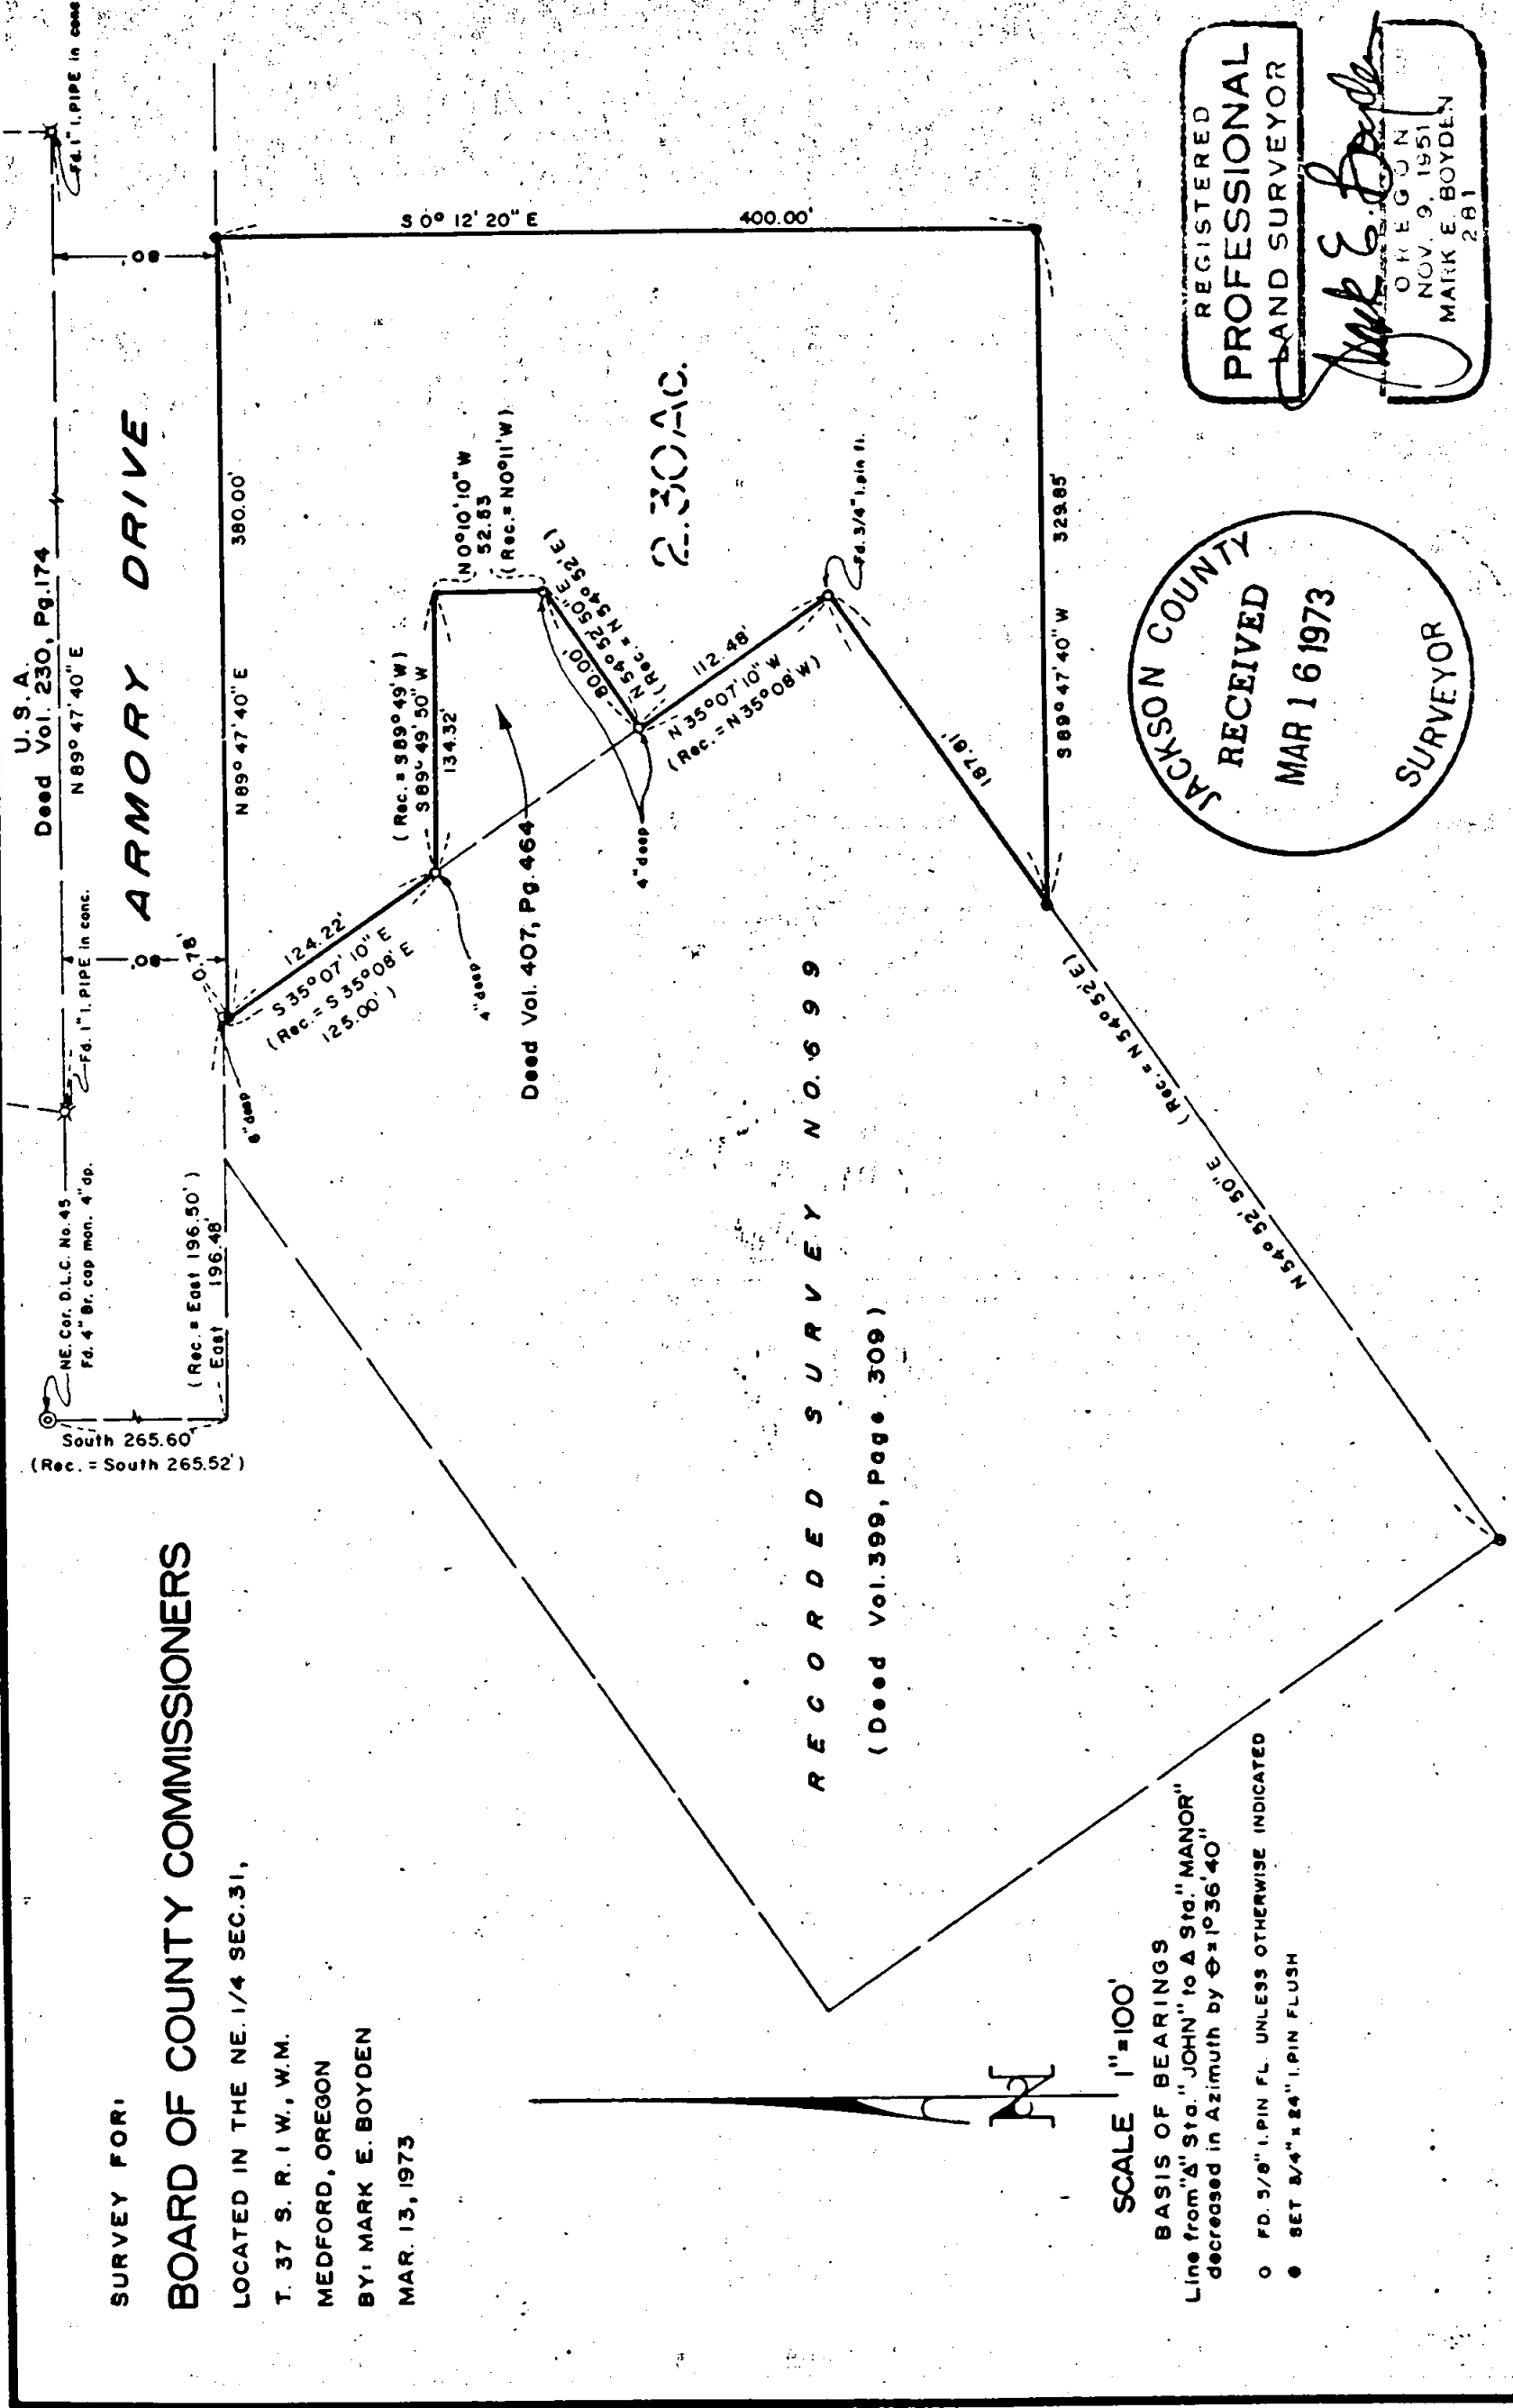 SURVEY FOR:
BOARD OF COUNTY COMMISSIONERS
LOCATED IN THE NE. 1/4 SEC. 31,
T. 37 S. R. 1 W., W.M.
MEDFORD, OREGON
BY: MARK E. BOYDEN
MAR. 13, 1973
NE. Cor. D.L.C. No. 45
Fd. 4" Br. cap mon. 4" dp.
South 265.60'
(Rec. = South 265.52')
(Rec. = East 196.50')
East 196.48'
Fd. 1" I. PIPE in conc.
U. S. A.
Deed Vol. 230, Pg. 174
N 89° 47' 40" E
Fd. 1" I. PIPE in conc
ARMORY DRIVE
80'
80'
0.78'
N 89° 47' 40" E
380.00'
6" deep
124.22'
S 35° 07' 10" E
(Rec. = S 35° 08' E
125.00')
4" deep
(Rec. = S 89° 49' W)
S 89° 49' 50" W
134.32'
N 0° 10' 10" W
52.53
(Rec. = N 0° 11' W)
S 0° 12' 20" E
400.00'
Deed Vol. 407, Pg. 464
80.00'
N 54° 52' 50" E
(Rec. = N 54° 52' E)
4" deep
2.30 AC.
112.48'
N 35° 07' 10" W
(Rec. = N 35° 08' W)
Fd. 3/4" I. pin fl.
187.81'
S 89° 47' 40" W
329.85'
RECORDED SURVEY NO. 699
(Deed Vol. 399, Page 309)
N 54° 52' 50" E
(Rec. = N 54° 52' E)
N
SCALE 1"=100'
BASIS OF BEARINGS
Line from "Δ" Sta. "JOHN" to Δ Sta. "MANOR"
decreased in Azimuth by Θ = 1° 36' 40"
o FD. 5/8" I. PIN FL. UNLESS OTHERWISE INDICATED
● SET 3/4" x 24" I. PIN FLUSH
JACKSON COUNTY
RECEIVED
MAR 16 1973
SURVEYOR
REGISTERED
PROFESSIONAL
LAND SURVEYOR
Mark E. Boyden
OREGON
NOV. 9, 1951
MARK E. BOYDEN
281